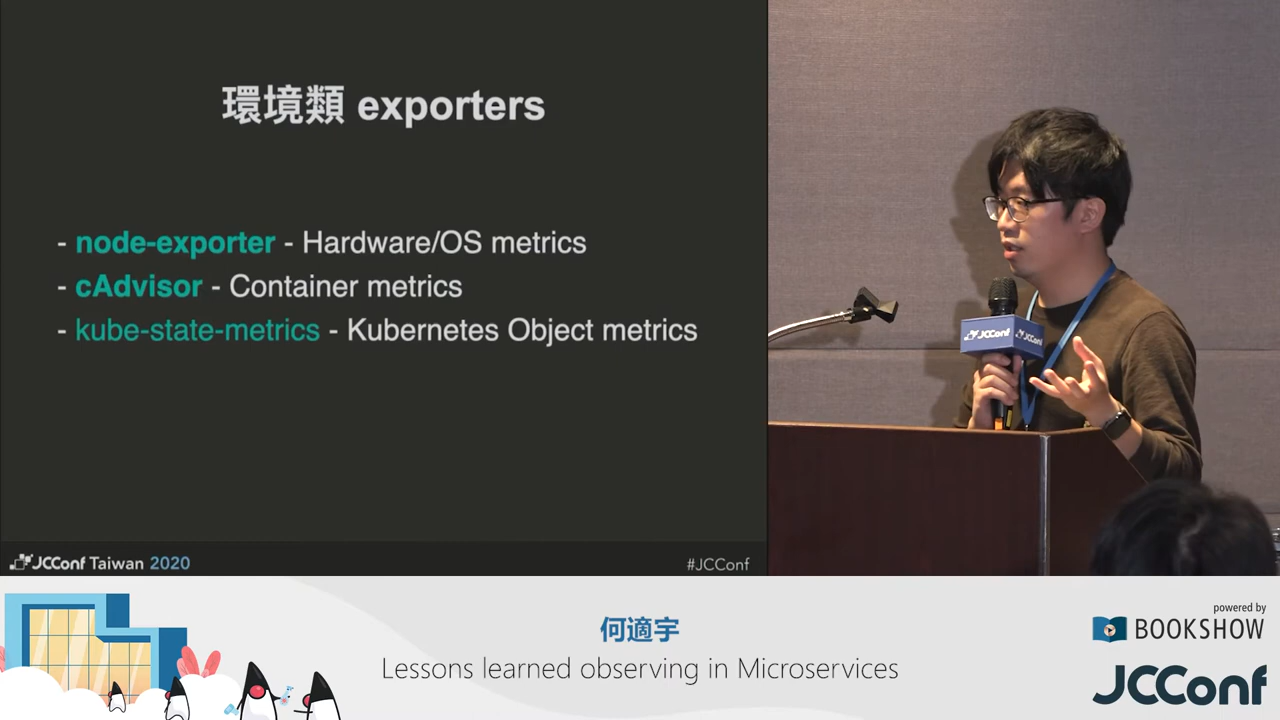 環境類 exporters
- node-exporter - Hardware/OS metrics
- cAdvisor - Container metrics
- kube-state-metrics - Kubernetes Object metrics
JCConf Taiwan 2020
#JCConf
JCConf
JCConf
何適宇
Lessons learned observing in Microservices
powered by
BOOKSHOW
JCConf